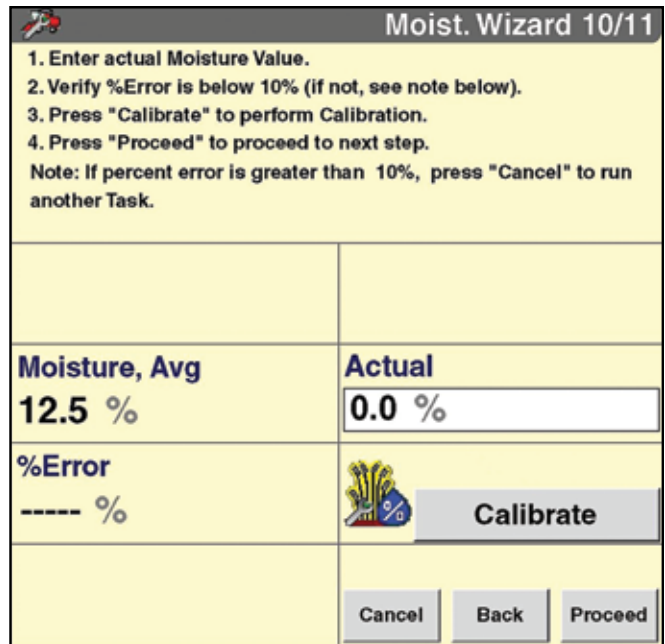 Moist. Wizard 10/11
1. Enter actual Moisture Value.
2. Verify %Error is below 10% (if not, see note below).
3. Press "Calibrate" to perform Calibration.
4. Press "Proceed" to proceed to next step.
Note: If percent error is greater than 10%, press "Cancel" to run
another Task.
Moisture, Avg
12.5 %
Actual
0.0 %
%Error
----- %
%
Calibrate
Cancel
Back
Proceed